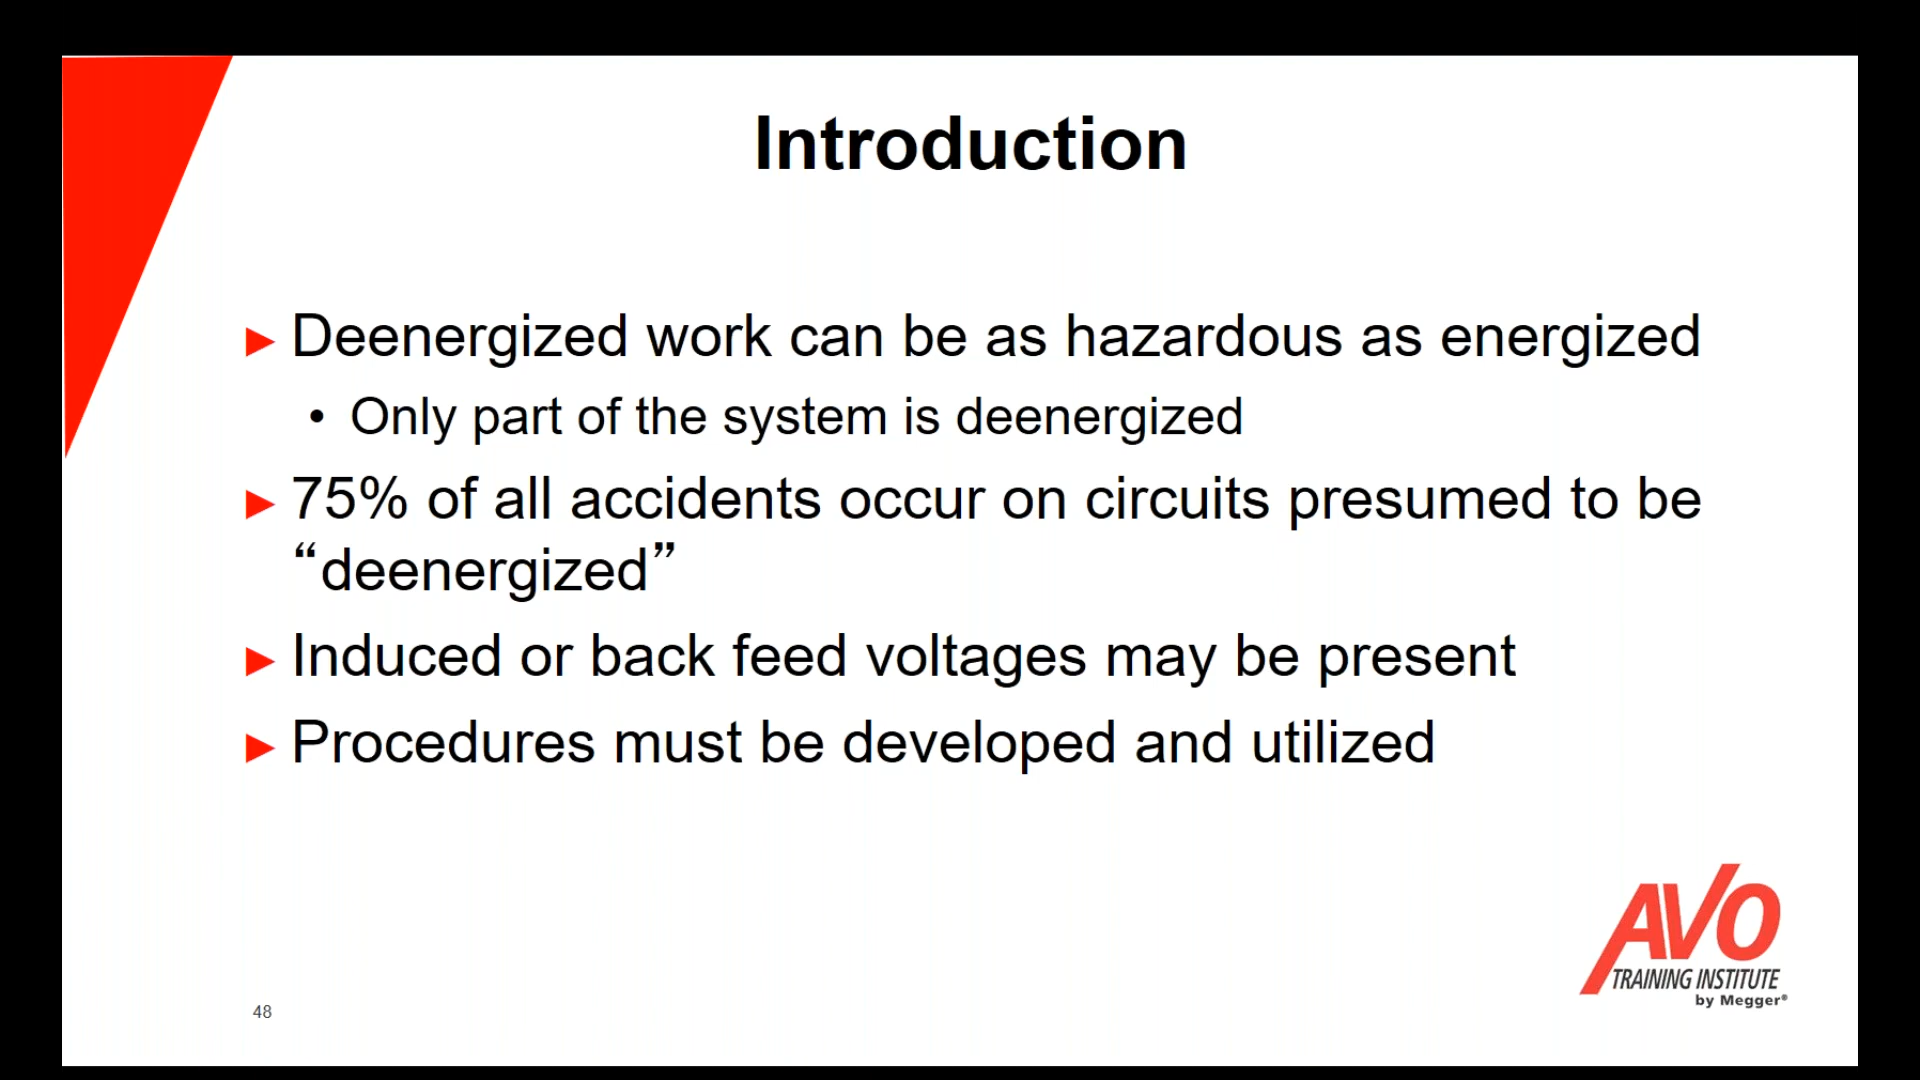 Introduction
► Deenergized work can be as hazardous as energized
• Only part of the system is deenergized
► 75% of all accidents occur on circuits presumed to be
“deenergized”
► Induced or back feed voltages may be present
► Procedures must be developed and utilized
AVO
TRAINING INSTITUTE
by Megger®
48